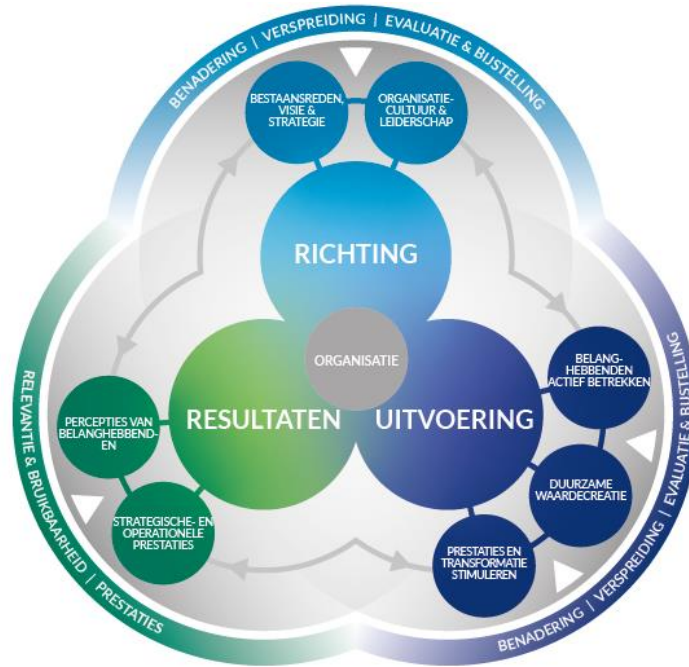 BENADERING | VERSPREIDING | EVALUATIE & BIJSTELLING
BESTAANSREDEN,
VISIE &
STRATEGIE
ORGANISATIE-
CULTUUR &
LEIDERSCHAP
RICHTING
ORGANISATIE
RESULTATEN
UITVOERING
BELANG-
HEBBENDEN
ACTIEF BETREKKEN
DUURZAME
WAARDECREATIE
PRESTATIES EN
TRANSFORMATIE
STIMULEREN
PERCEPTIES VAN
BELANGHEBBEND-
EN
STRATEGISCHE- EN
OPERATIONELE
PRESTATIES
RELEVANTIE & BRUIKBAARHEID | PRESTATIES
BENADERING | VERSPREIDING | EVALUATIE & BIJSTELLING